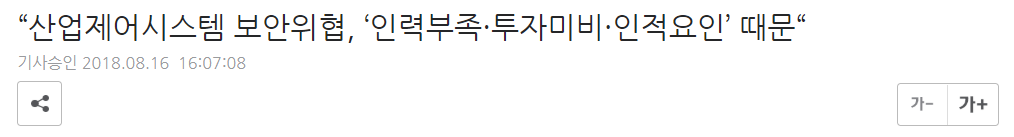 “산업제어시스템 보안위협, ‘인력부족·투자미비·인적요인’ 때문“
기사승인 2018.08.16 16:07:08
가- 가+